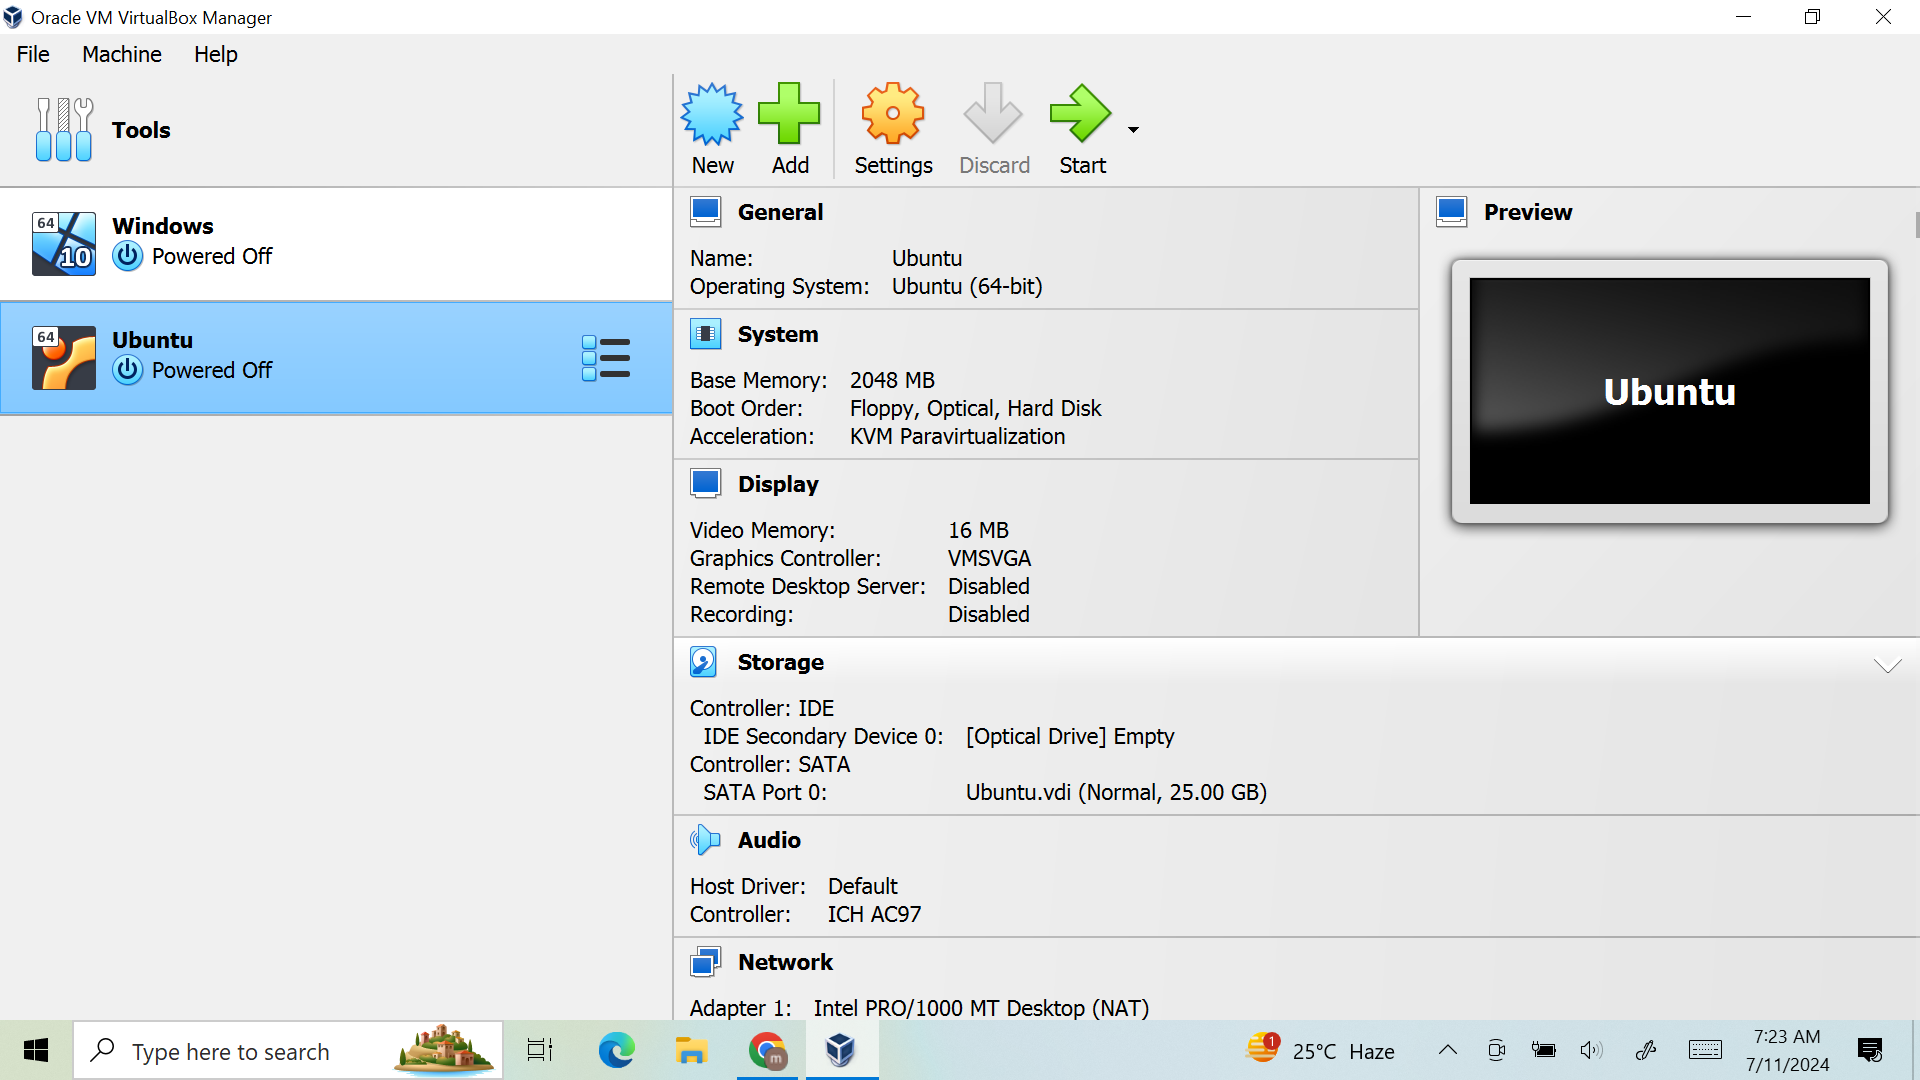 Oracle VM VirtualBox Manager
File Machine Help
Tools
New Add Settings Discard Start
64 10 Windows
Powered Off
64 Ubuntu
Powered Off
General
Name: Ubuntu
Operating System: Ubuntu (64-bit)
Preview
Ubuntu
System
Base Memory: 2048 MB
Boot Order: Floppy, Optical, Hard Disk
Acceleration: KVM Paravirtualization
Display
Video Memory: 16 MB
Graphics Controller: VMSVGA
Remote Desktop Server: Disabled
Recording: Disabled
Storage
Controller: IDE
IDE Secondary Device 0: [Optical Drive] Empty
Controller: SATA
SATA Port 0: Ubuntu.vdi (Normal, 25.00 GB)
Audio
Host Driver: Default
Controller: ICH AC97
Network
Adapter 1: Intel PRO/1000 MT Desktop (NAT)
Type here to search
m
1
25°C Haze
7:23 AM
7/11/2024